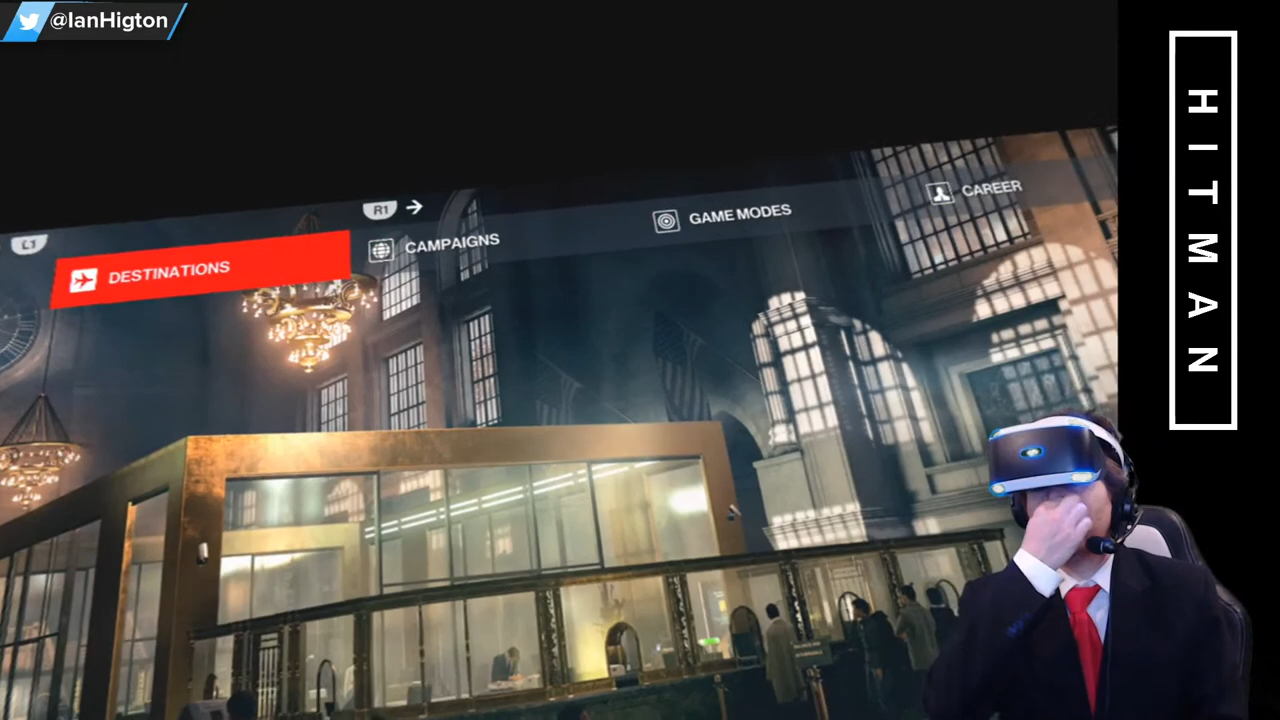 @IanHigton
L1
R1
DESTINATIONS
CAMPAIGNS
GAME MODES
CAREER
HITMAN